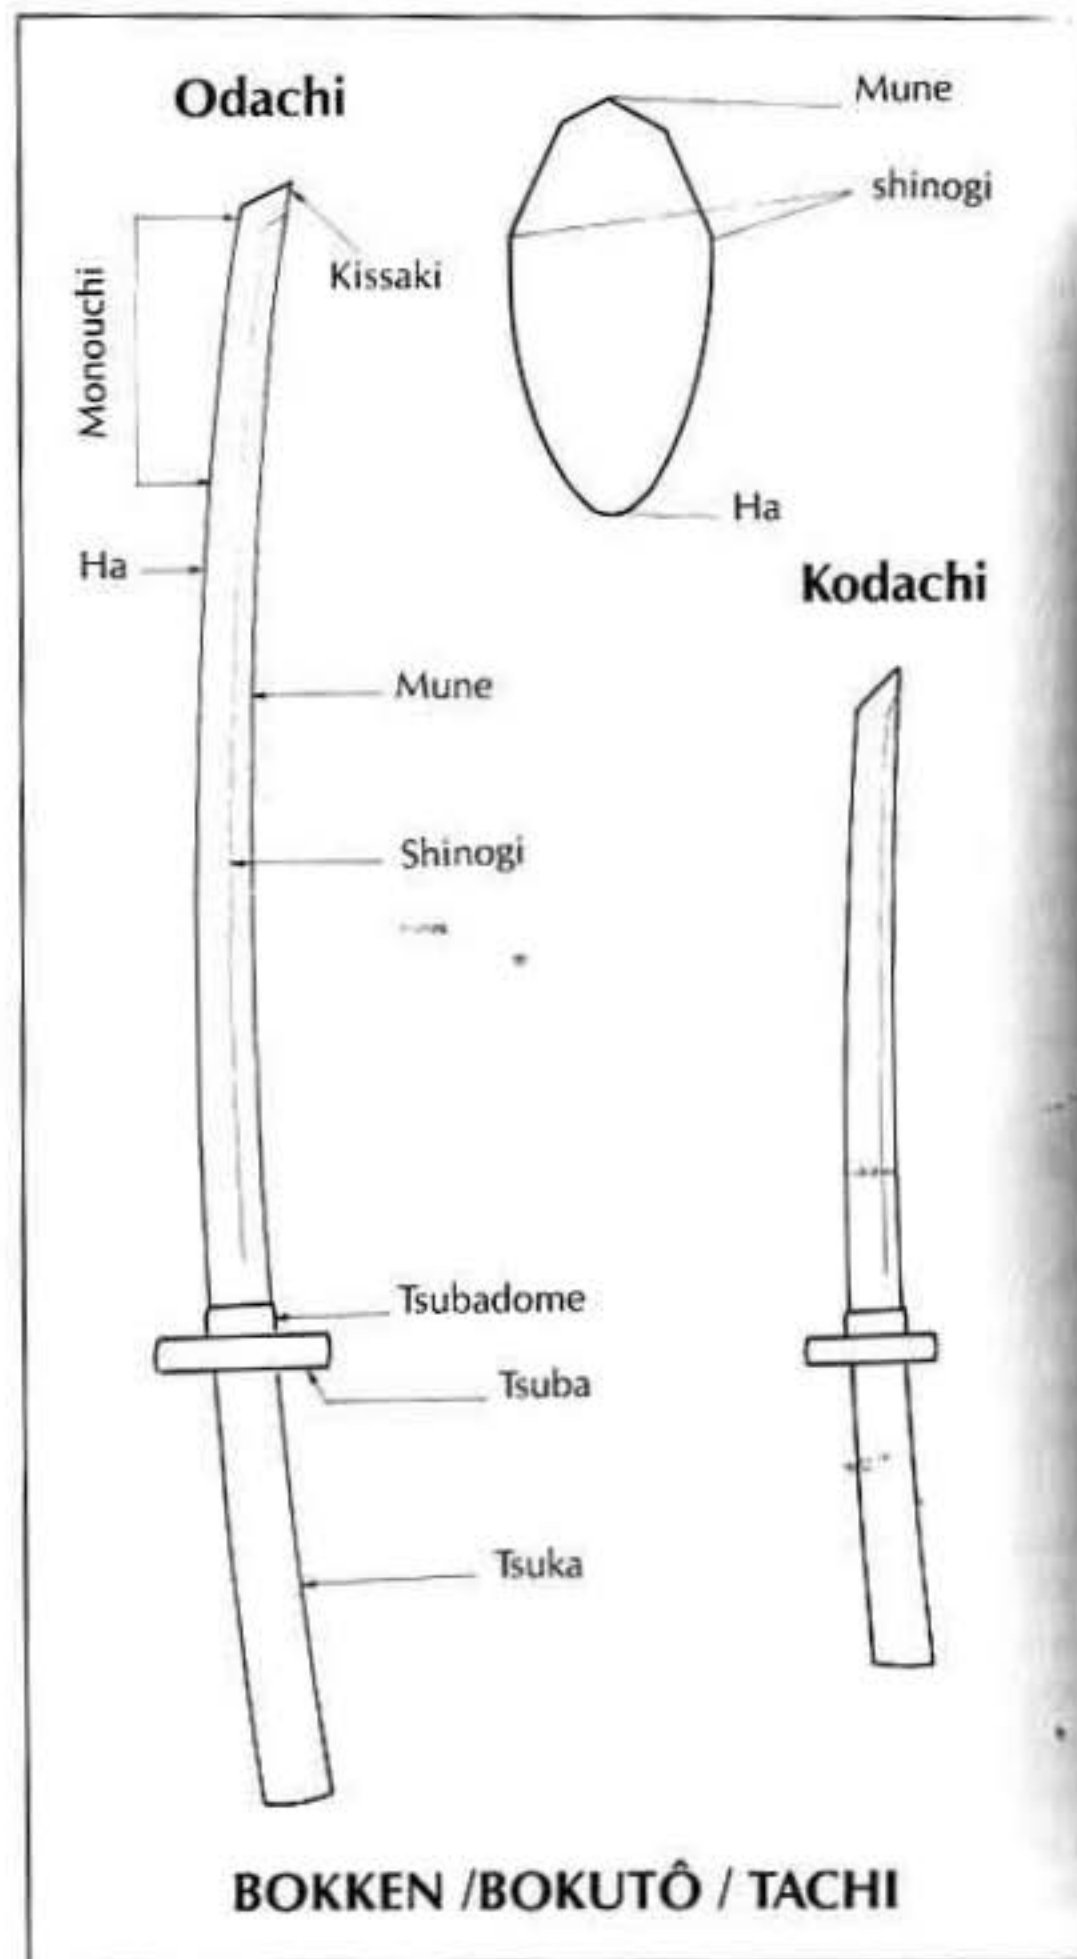 Odachi
Mune
shinogi
Kissaki
Monouchi
Ha
Ha
Kodachi
Mune
Shinogi
Tsubadome
Tsuba
Tsuka
BOKKEN /BOKUTÔ / TACHI